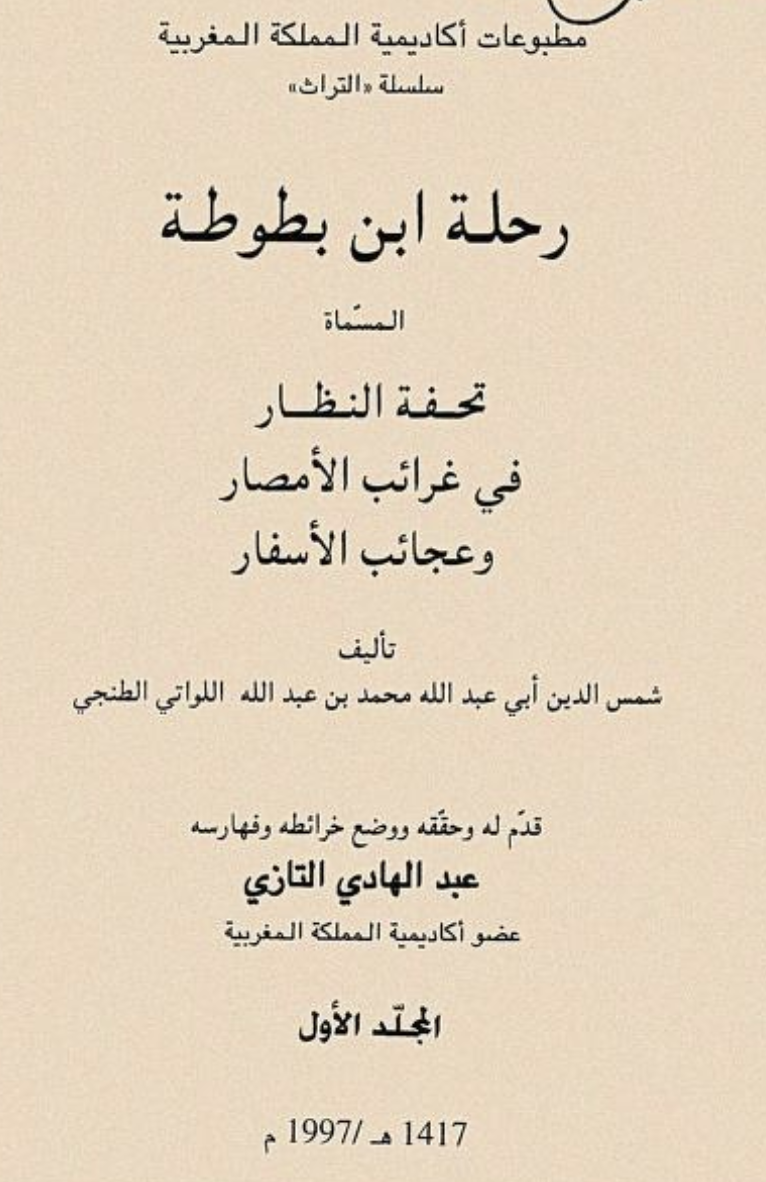 مطبوعات أكاديمية المملكة المغربية
سلسلة «التراث»
رحلة ابن بطوطة
المسمّاة
تحفة النظار
في غرائب الأمصار
وعجائب الأسفار
تأليف
شمس الدين أبي عبد الله محمد بن عبد الله اللواتي الطنجي
قدّم له وحقّقه ووضع خرائطه وفهارسه
عبد الهادي التازي
عضو أكاديمية المملكة المغربية
المجلّد الأول
1417 هـ /1997 م